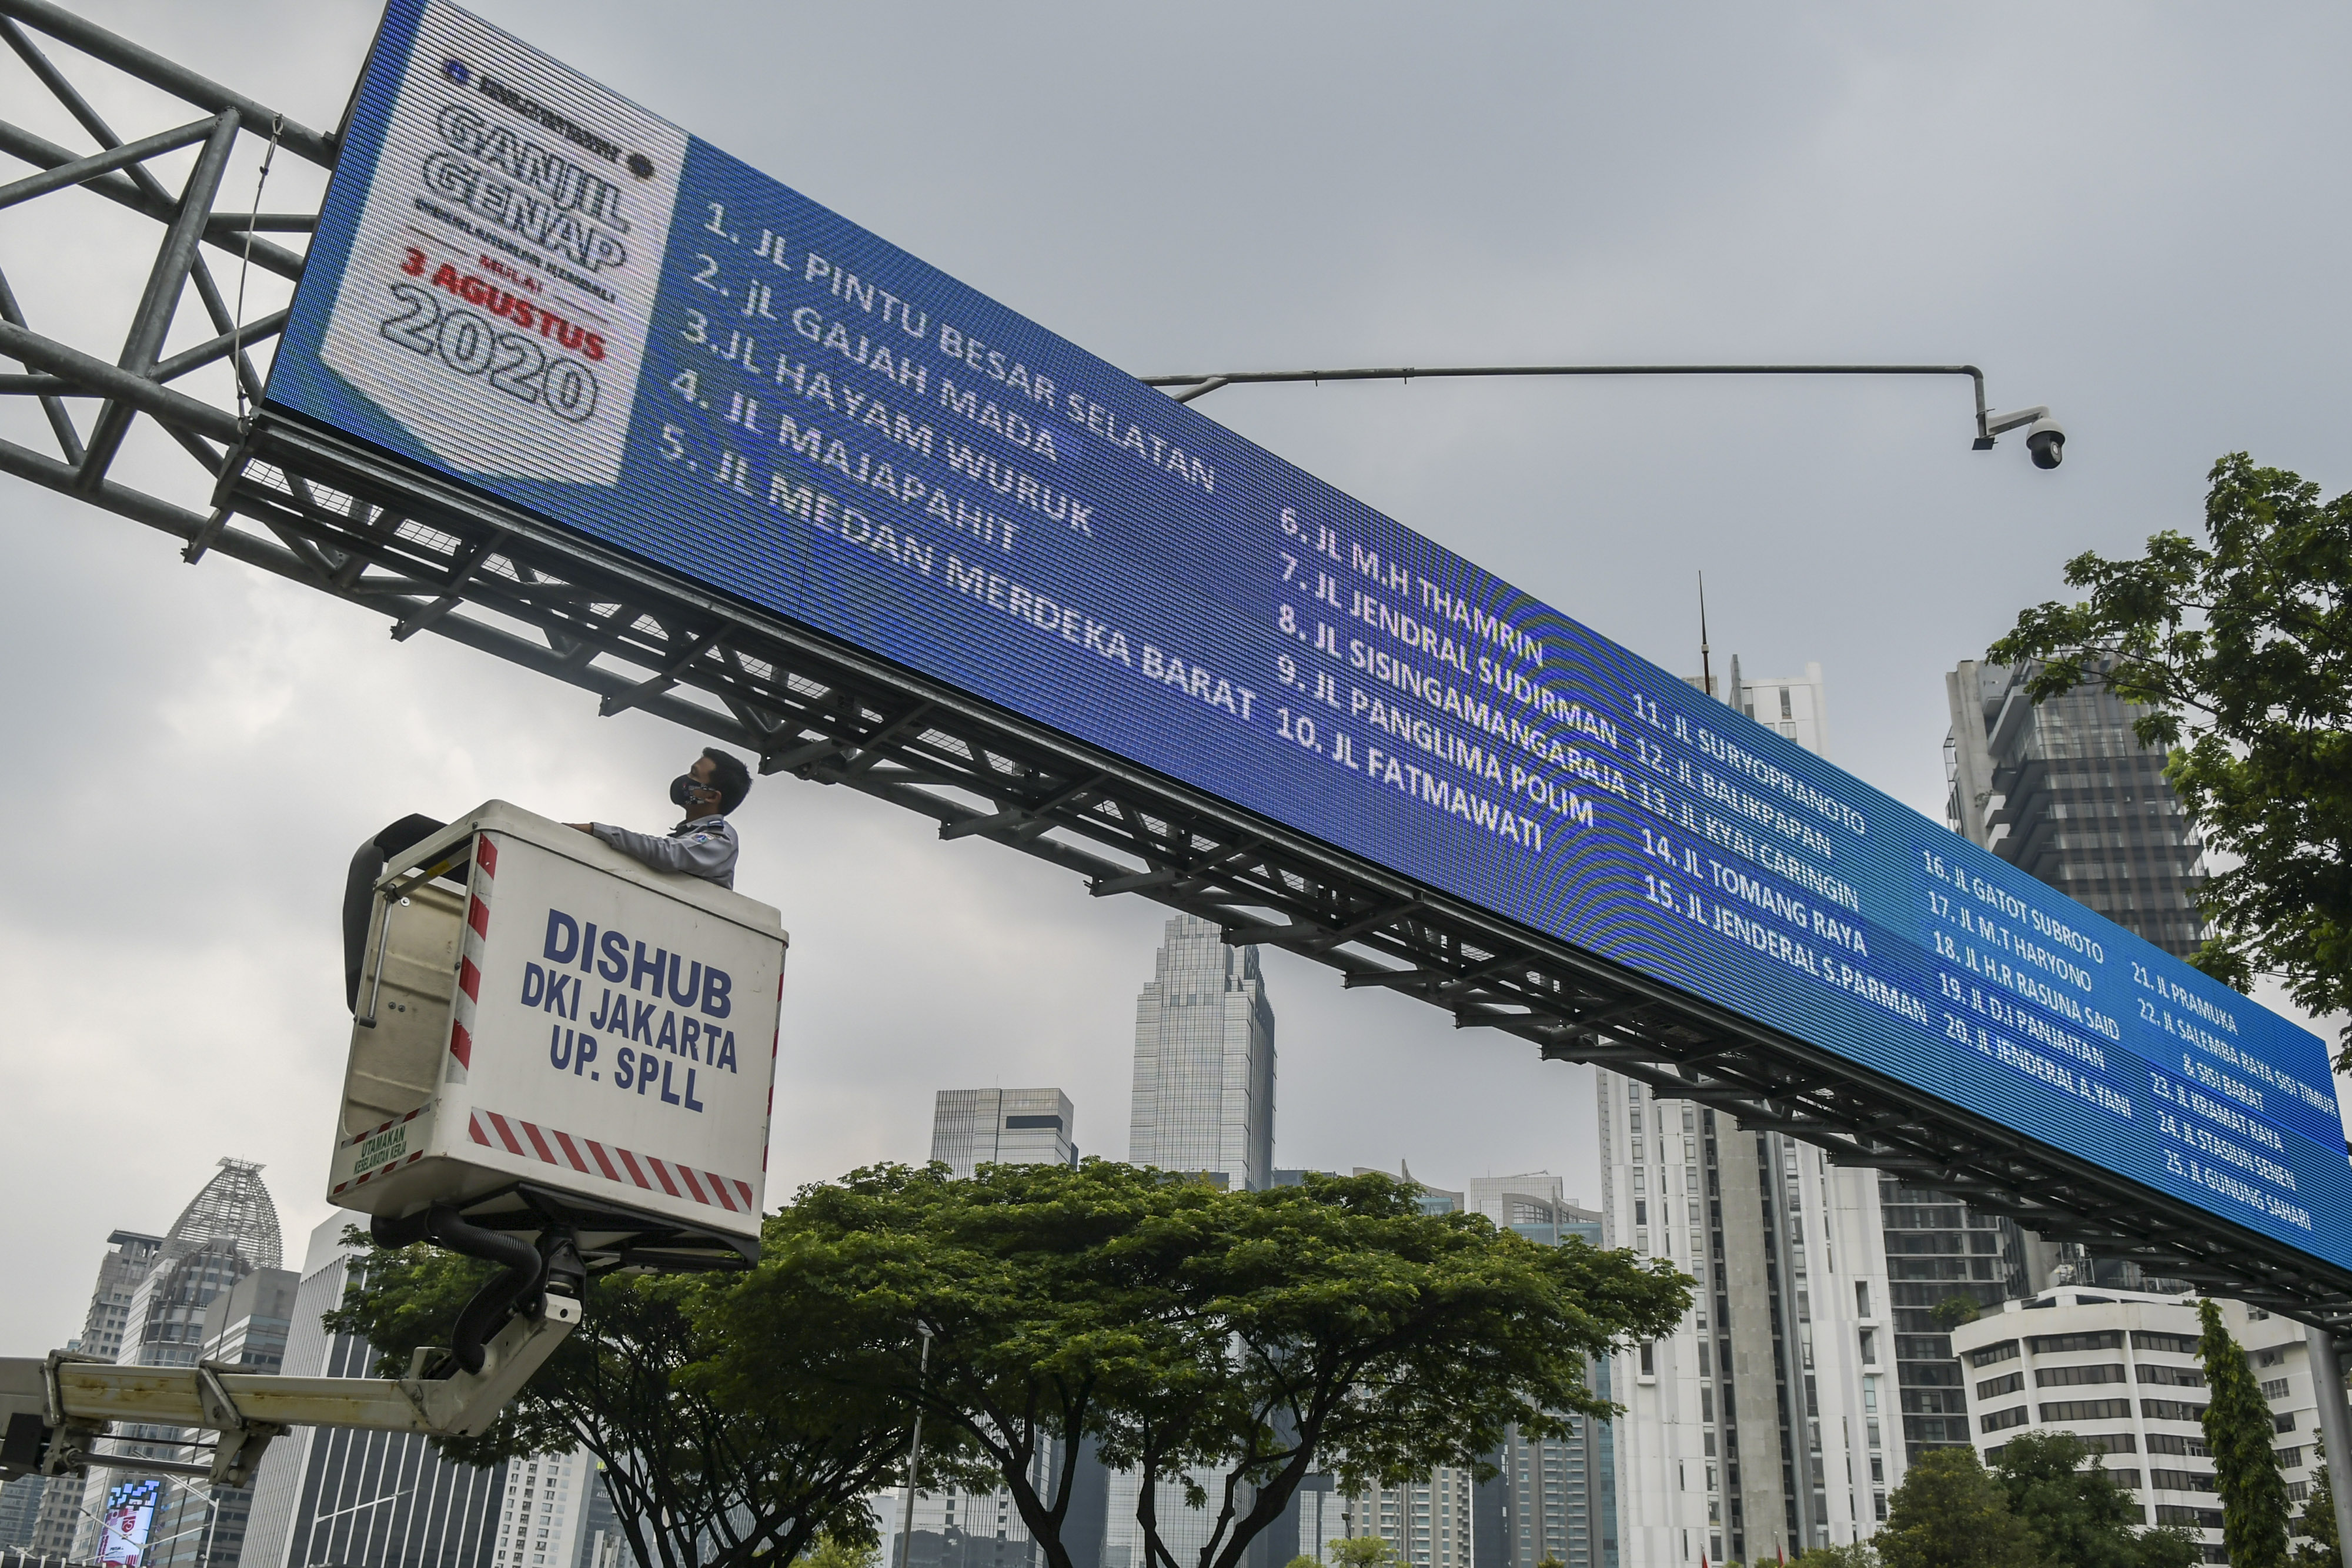 GANJIL
GENAP
MULAI
3 AGUSTUS
2020
1. JL PINTU BESAR SELATAN
2. jL GAJAH MADA
3.JL HAYAM WURUK
4. JL MAJAPAHIT
5. JL MEDAN MERDEKA BARAT
6. JL M.H THAMRIN
7. JL JENDRAL SUDIRMAN
8. JL SISINGAMANGARAJA
9. JL PANGLIMA POLIM
10. JL FATMAWATI
11. JL SURYOPRANOTO
12. JL BALIKPAPAN
13. JL KYAI CARINGIN
14. JL TOMANG RAYA
15. JL JENDERAL S.PARMAN
16. JL GATOT SUBROTO
17. JL M.T HARYONO
18. JL H.R RASUNA SAID
19. JL D.I PANJAITAN
20. JL JENDERAL A.YANI
21. JL PRAMUKA
22. JL SALEMBA RAYA SISI TIMUR
& SISI BARAT
23. JL KRAMAT RAYA
24. JL STASIUN SENEN
25. JL GUNUNG SAHARI
DISHUB
DKI JAKARTA
UP. SPLL
UTAMAKAN
KESELAMATAN KERJA